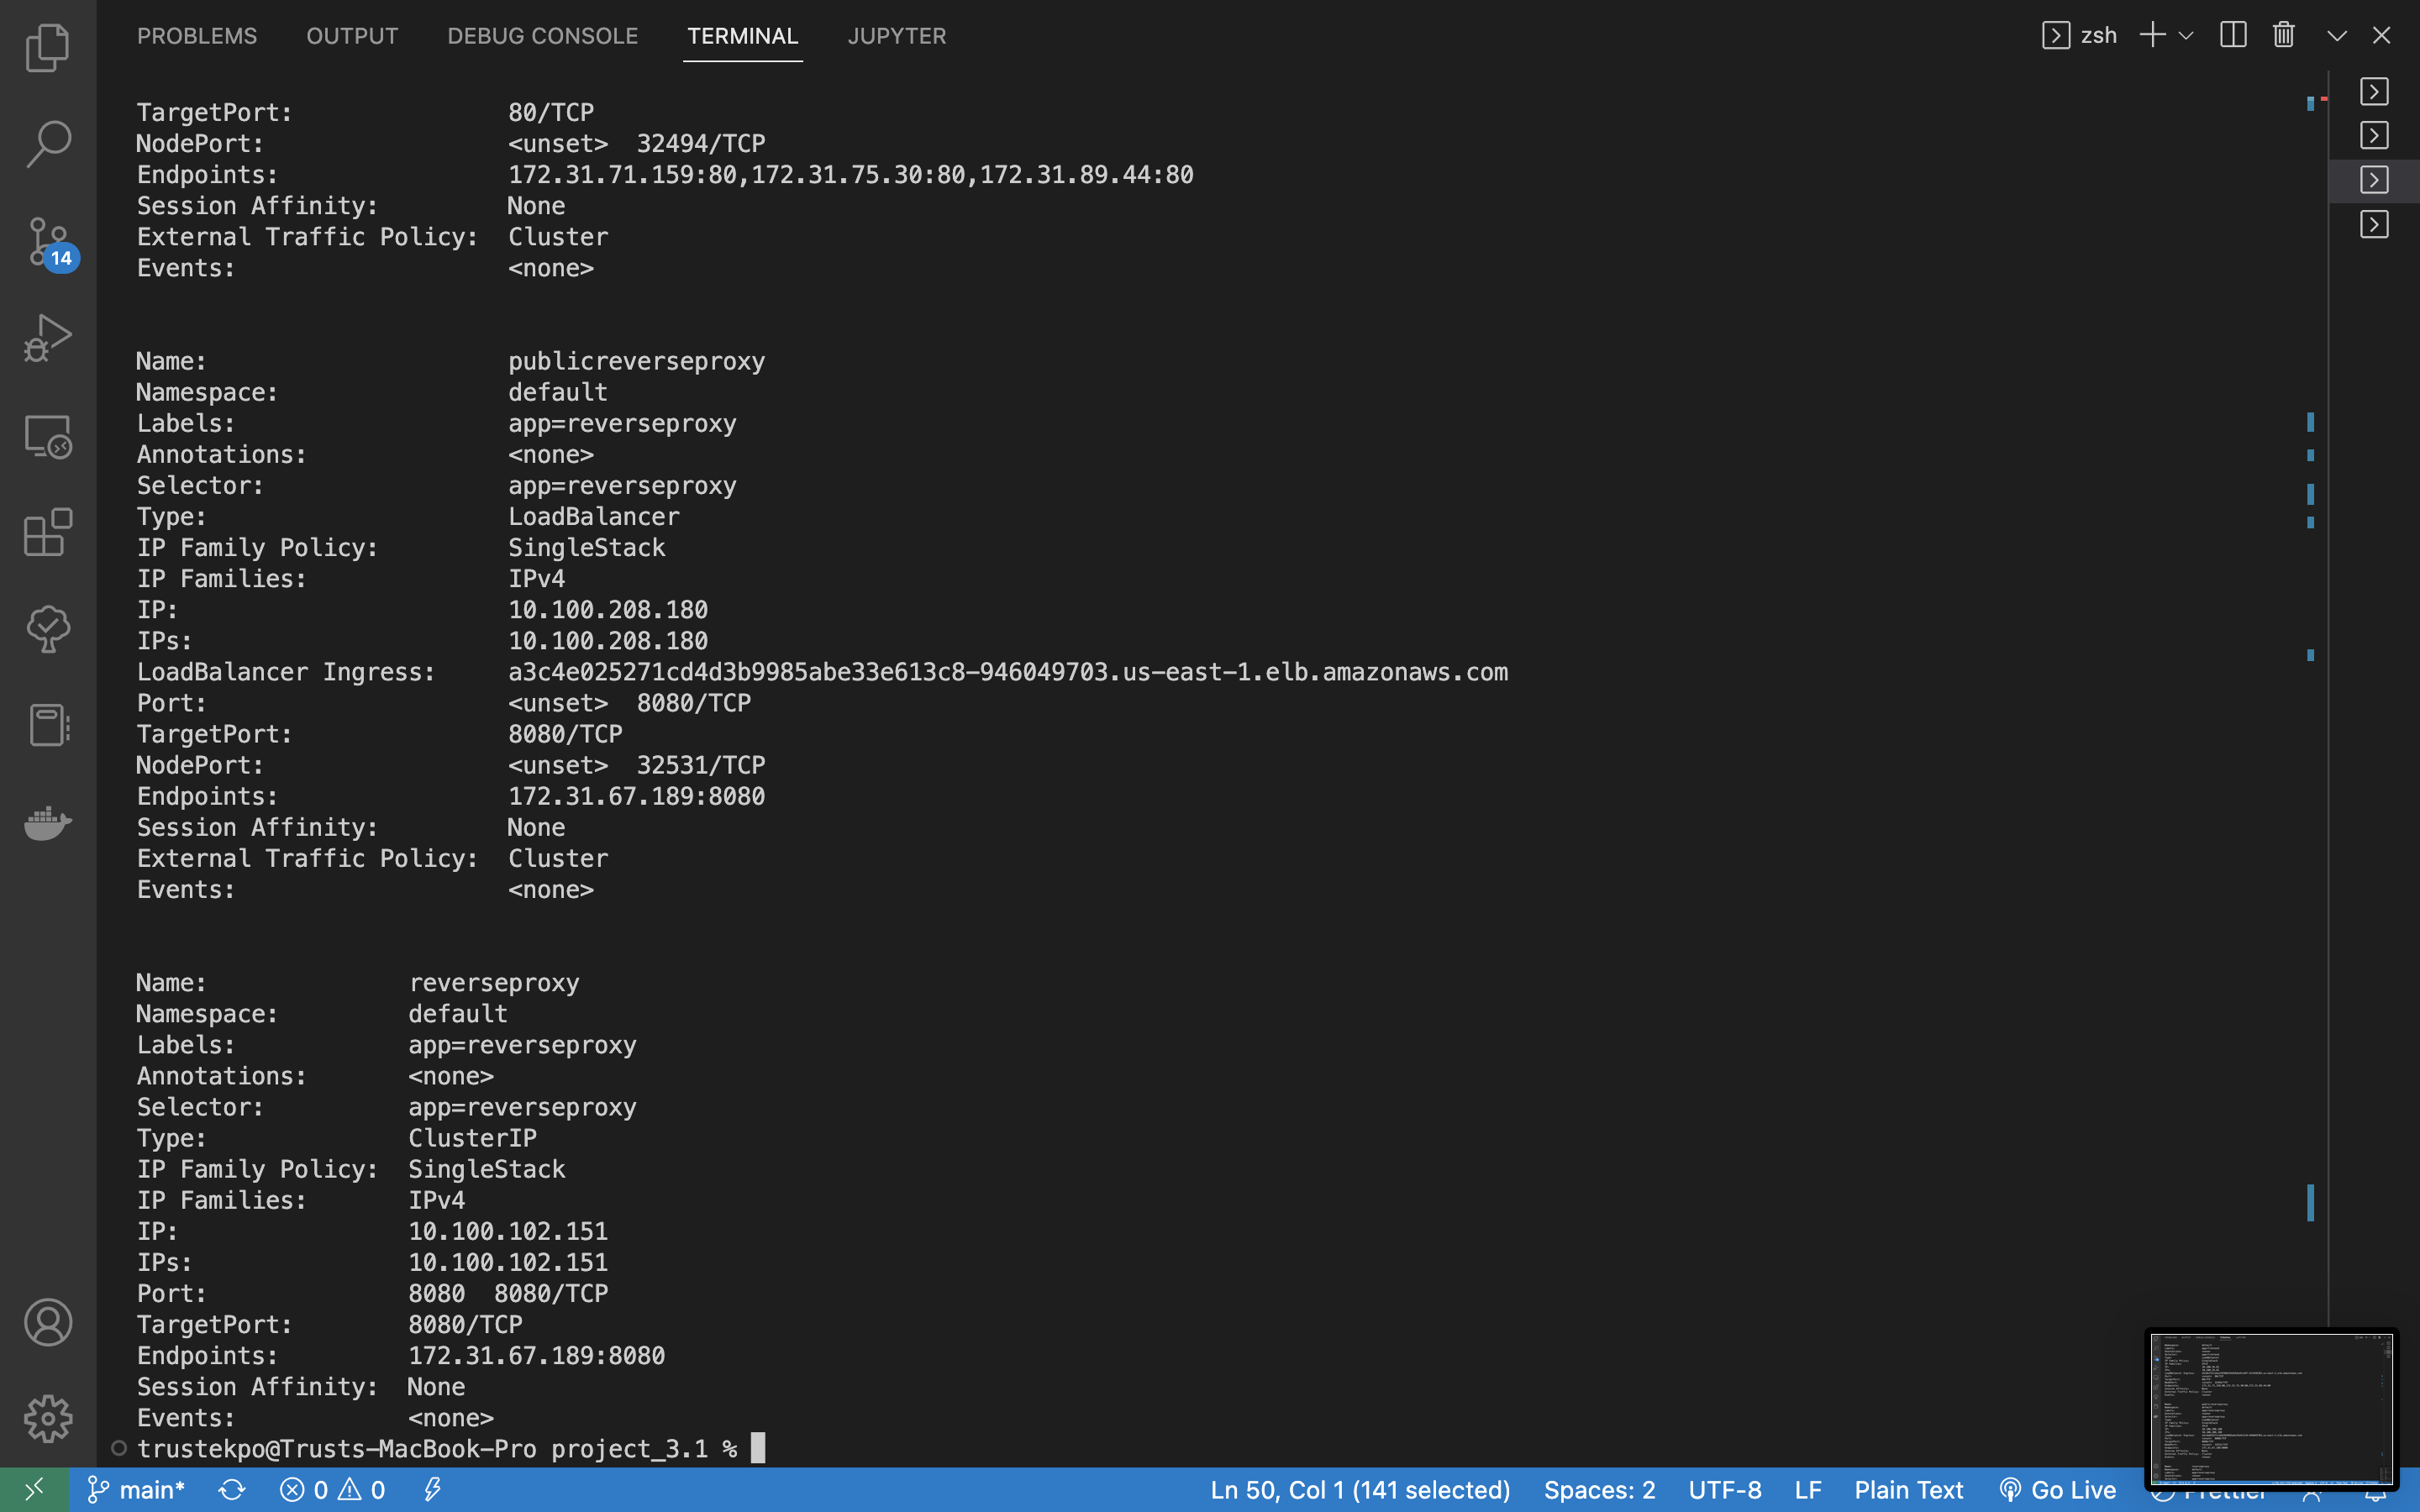 PROBLEMS OUTPUT DEBUG CONSOLE TERMINAL JUPYTER zsh
TargetPort: 80/TCP
NodePort: <unset> 32494/TCP
Endpoints: 172.31.71.159:80,172.31.75.30:80,172.31.89.44:80
Session Affinity: None
External Traffic Policy: Cluster
Events: <none>
14
Name: publicreverseproxy
Namespace: default
Labels: app=reverseproxy
Annotations: <none>
Selector: app=reverseproxy
Type: LoadBalancer
IP Family Policy: SingleStack
IP Families: IPv4
IP: 10.100.208.180
IPs: 10.100.208.180
LoadBalancer Ingress: a3c4e025271cd4d3b9985abe33e613c8-946049703.us-east-1.elb.amazonaws.com
Port: <unset> 8080/TCP
TargetPort: 8080/TCP
NodePort: <unset> 32531/TCP
Endpoints: 172.31.67.189:8080
Session Affinity: None
External Traffic Policy: Cluster
Events: <none>
Name: reverseproxy
Namespace: default
Labels: app=reverseproxy
Annotations: <none>
Selector: app=reverseproxy
Type: ClusterIP
IP Family Policy: SingleStack
IP Families: IPv4
IP: 10.100.102.151
IPs: 10.100.102.151
Port: 8080 8080/TCP
TargetPort: 8080/TCP
Endpoints: 172.31.67.189:8080
Session Affinity: None
Events: <none>
trustekpo@Trusts-MacBook-Pro project_3.1 %
main* 0 0 Ln 50, Col 1 (141 selected) Spaces: 2 UTF-8 LF Plain Text Go Live Prettier